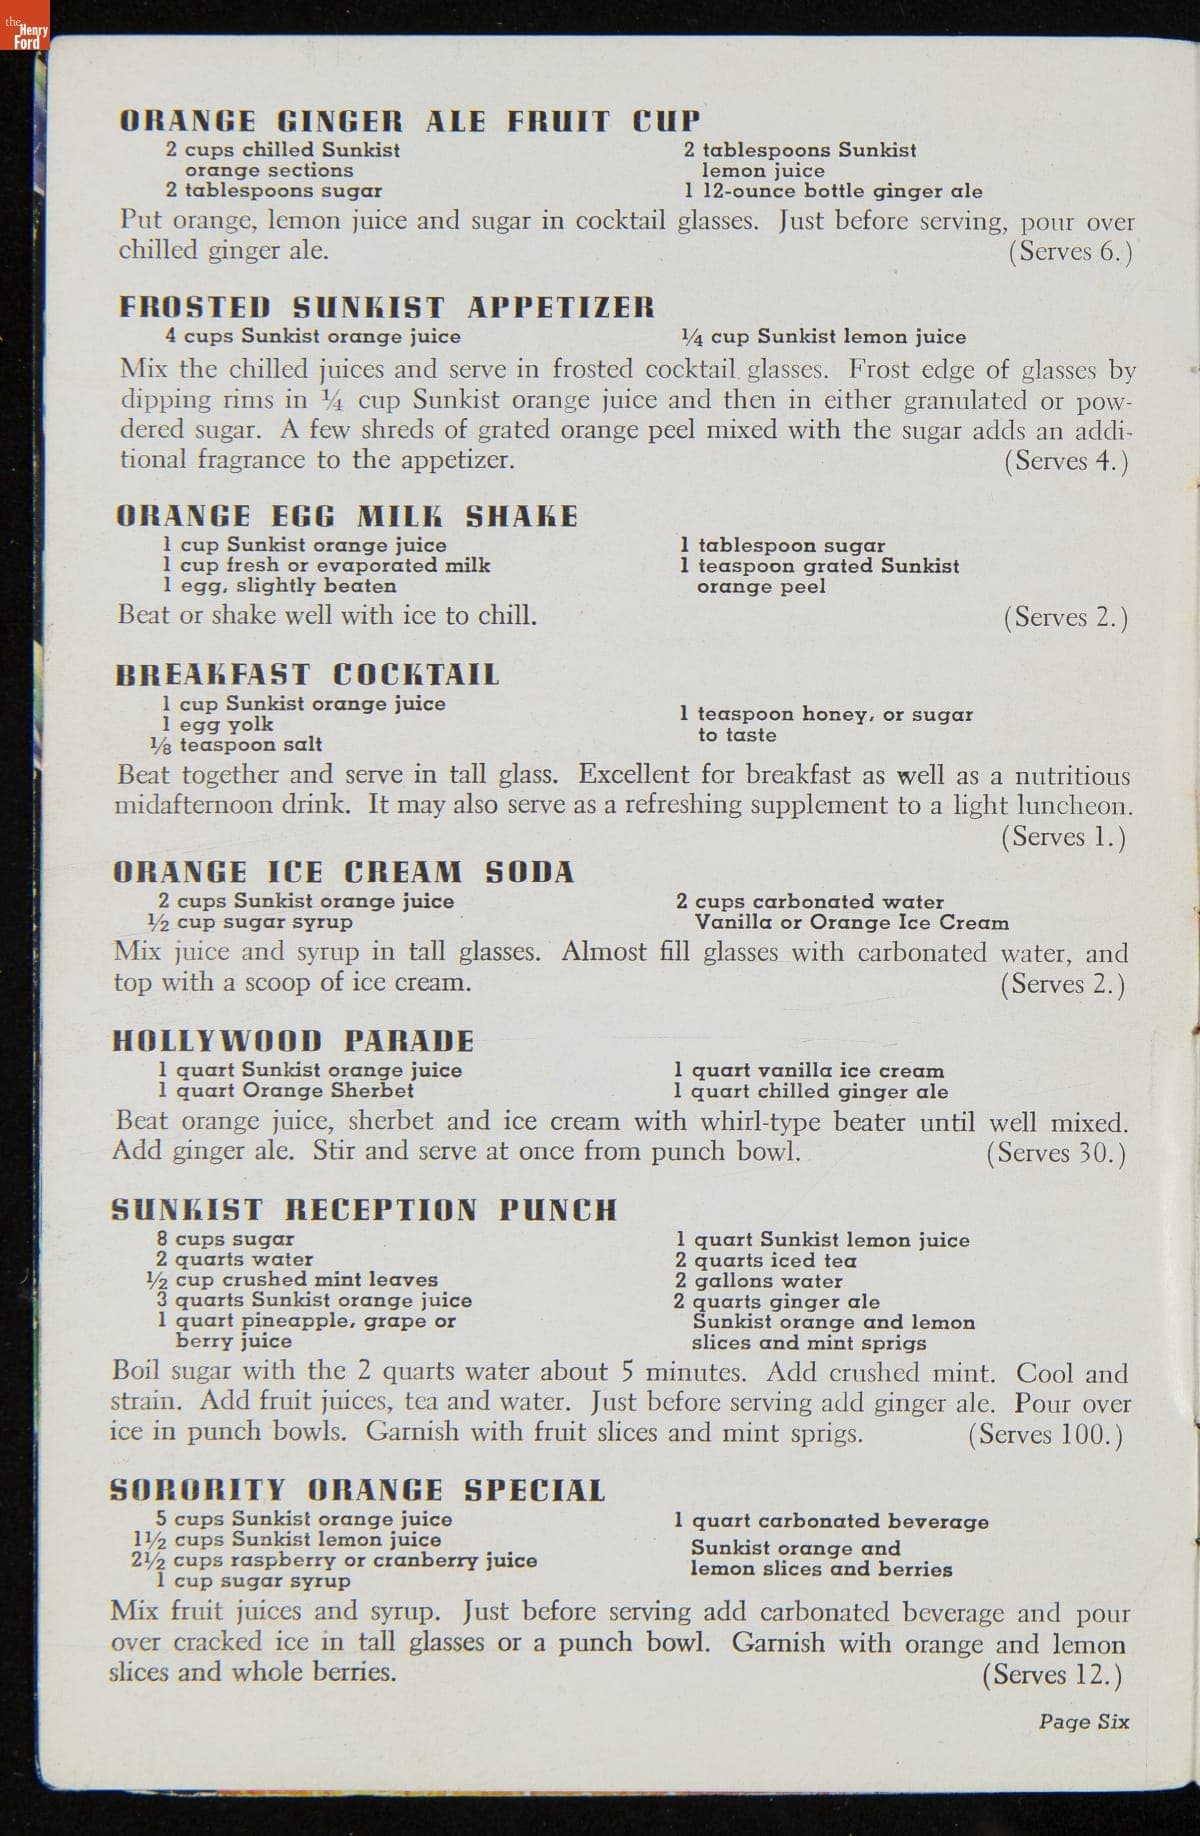 the
Henry
Ford
ORANGE GINGER ALE FRUIT CUP
2 cups chilled Sunkist
orange sections
2 tablespoons sugar
2 tablespoons Sunkist
lemon juice
1 12-ounce bottle ginger ale
Put orange, lemon juice and sugar in cocktail glasses. Just before serving, pour over
chilled ginger ale. (Serves 6.)
FROSTED SUNKIST APPETIZER
4 cups Sunkist orange juice
¼ cup Sunkist lemon juice
Mix the chilled juices and serve in frosted cocktail glasses. Frost edge of glasses by
dipping rims in ¼ cup Sunkist orange juice and then in either granulated or pow-
dered sugar. A few shreds of grated orange peel mixed with the sugar adds an addi-
tional fragrance to the appetizer. (Serves 4.)
ORANGE EGG MILK SHAKE
1 cup Sunkist orange juice
1 cup fresh or evaporated milk
1 egg, slightly beaten
1 tablespoon sugar
1 teaspoon grated Sunkist
orange peel
Beat or shake well with ice to chill. (Serves 2.)
BREAKFAST COCKTAIL
1 cup Sunkist orange juice
1 egg yolk
⅛ teaspoon salt
1 teaspoon honey, or sugar
to taste
Beat together and serve in tall glass. Excellent for breakfast as well as a nutritious
midafternoon drink. It may also serve as a refreshing supplement to a light luncheon.
(Serves 1.)
ORANGE ICE CREAM SODA
2 cups Sunkist orange juice
½ cup sugar syrup
2 cups carbonated water
Vanilla or Orange Ice Cream
Mix juice and syrup in tall glasses. Almost fill glasses with carbonated water, and
top with a scoop of ice cream. (Serves 2.)
HOLLYWOOD PARADE
1 quart Sunkist orange juice
1 quart Orange Sherbet
1 quart vanilla ice cream
1 quart chilled ginger ale
Beat orange juice, sherbet and ice cream with whirl-type beater until well mixed.
Add ginger ale. Stir and serve at once from punch bowl. (Serves 30.)
SUNKIST RECEPTION PUNCH
8 cups sugar
2 quarts water
½ cup crushed mint leaves
3 quarts Sunkist orange juice
1 quart pineapple, grape or
berry juice
1 quart Sunkist lemon juice
2 quarts iced tea
2 gallons water
2 quarts ginger ale
Sunkist orange and lemon
slices and mint sprigs
Boil sugar with the 2 quarts water about 5 minutes. Add crushed mint. Cool and
strain. Add fruit juices, tea and water. Just before serving add ginger ale. Pour over
ice in punch bowls. Garnish with fruit slices and mint sprigs. (Serves 100.)
SORORITY ORANGE SPECIAL
5 cups Sunkist orange juice
1½ cups Sunkist lemon juice
2½ cups raspberry or cranberry juice
1 cup sugar syrup
1 quart carbonated beverage
Sunkist orange and
lemon slices and berries
Mix fruit juices and syrup. Just before serving add carbonated beverage and pour
over cracked ice in tall glasses or a punch bowl. Garnish with orange and lemon
slices and whole berries. (Serves 12.)
Page Six